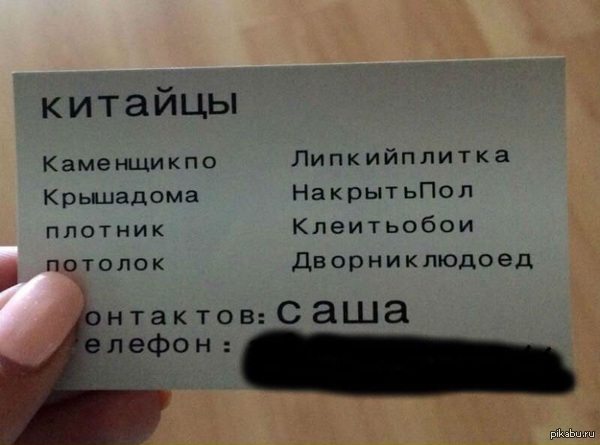 китайцы
Каменщикпо
Крышадома
плотник
потолок
Липкийплитка
НакрытьПол
Клеитьобои
Дворниклюдоед
онтактов: саша
елефон:
pikabu.ru